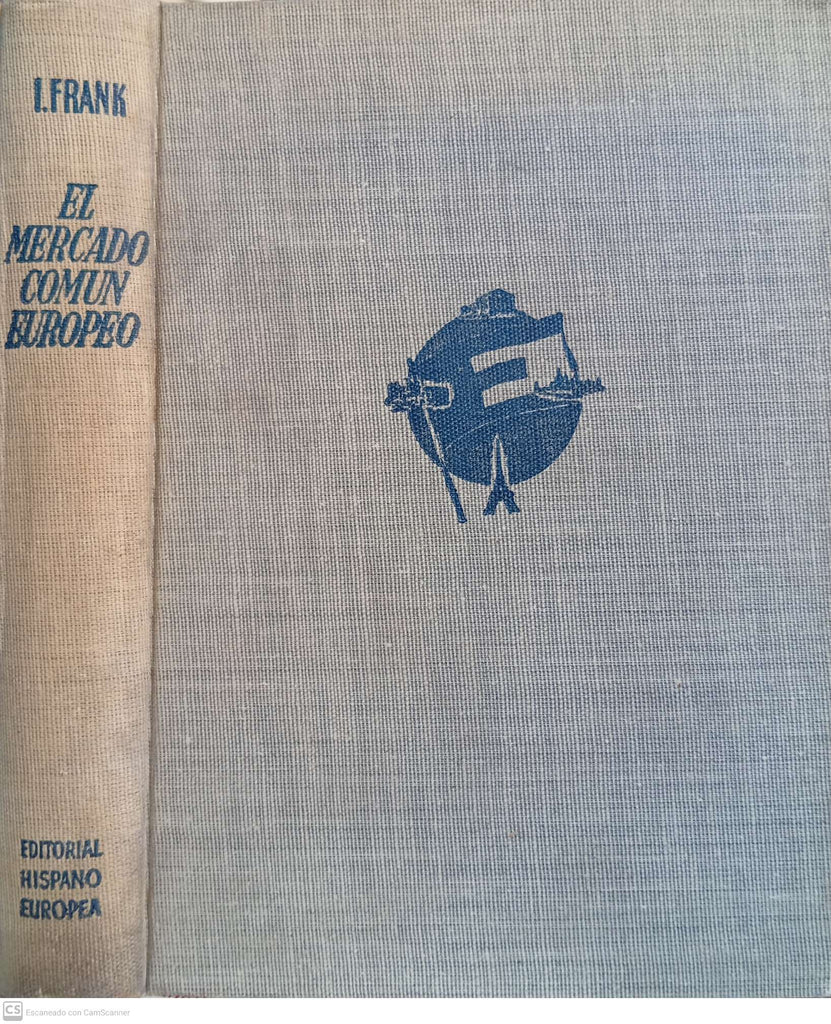 I. FRANK
EL
MERCADO
COMUN
EUROPEO
EDITORIAL
HISPANO
EUROPEA
CS Escaneado con CamScanner